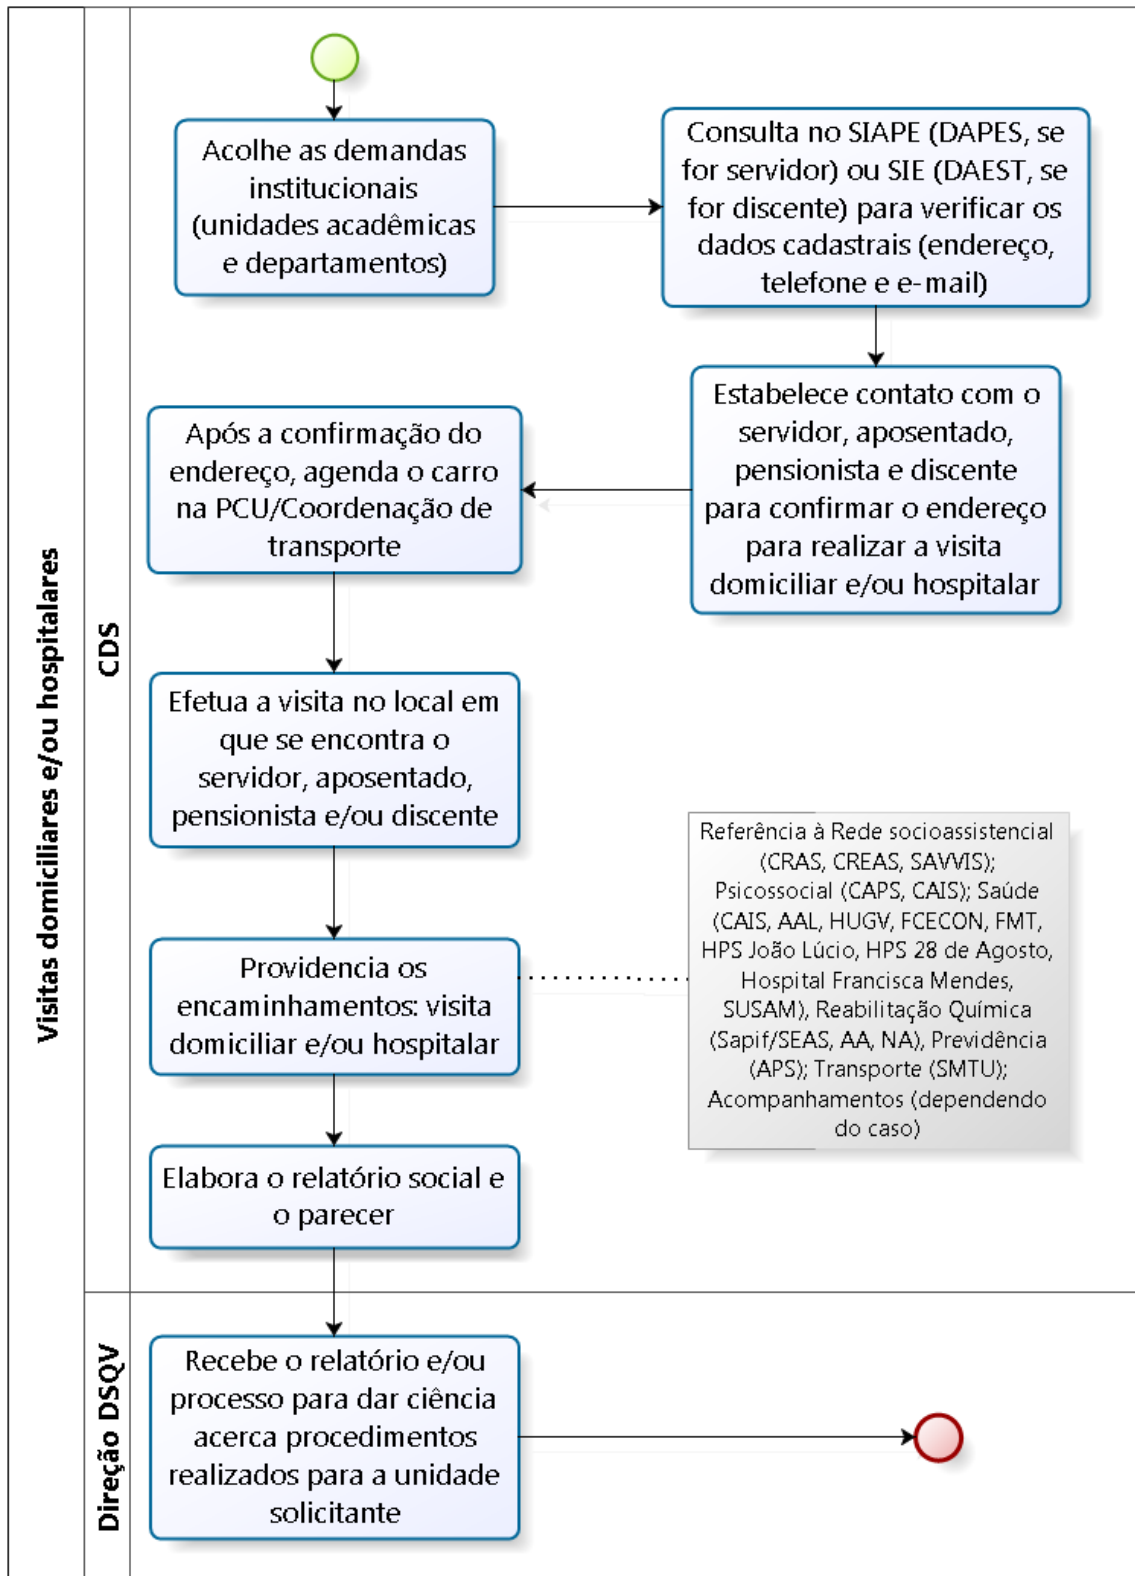 Visitas domiciliares e/ou hospitalares
CDS
Acolhe as demandas
institucionais
(unidades acadêmicas
e departamentos)
Consulta no SIAPE (DAPES, se
for servidor) ou SIE (DAEST, se
for discente) para verificar os
dados cadastrais (endereço,
telefone e e-mail)
Estabelece contato com o
servidor, aposentado,
pensionista e discente
para confirmar o endereço
para realizar a visita
domiciliar e/ou hospitalar
Após a confirmação do
endereço, agenda o carro
na PCU/Coordenação de
transporte
Efetua a visita no local em
que se encontra o
servidor, aposentado,
pensionista e/ou discente
Providencia os
encaminhamentos: visita
domiciliar e/ou hospitalar
Referência à Rede socioassistencial
(CRAS, CREAS, SAVVIS);
Psicossocial (CAPS, CAIS); Saúde
(CAIS, AAL, HUGV, FCECON, FMT,
HPS João Lúcio, HPS 28 de Agosto,
Hospital Francisca Mendes,
SUSAM), Reabilitação Química
(Sapif/SEAS, AA, NA), Previdência
(APS); Transporte (SMTU);
Acompanhamentos (dependendo
do caso)
Elabora o relatório social e
o parecer
Direção DSQV
Recebe o relatório e/ou
processo para dar ciência
acerca procedimentos
realizados para a unidade
solicitante